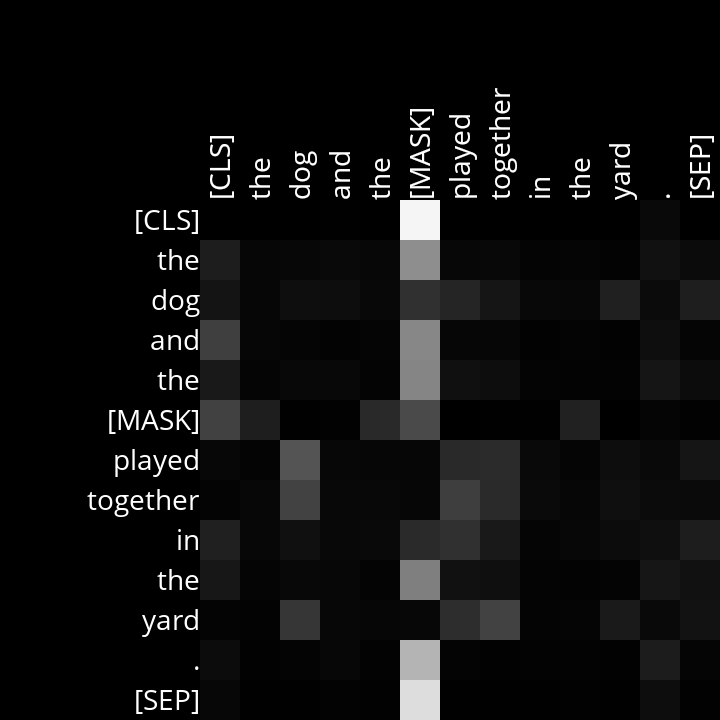 [CLS] the dog and the [MASK] played together in the yard . [SEP]
[CLS]
the
dog
and
the
[MASK]
played
together
in
the
yard
.
[SEP]